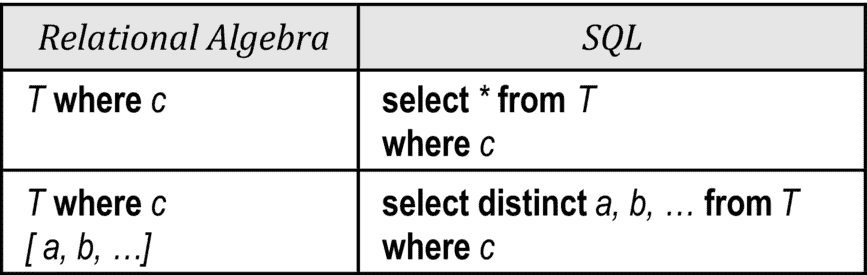 Relational Algebra
SQL
T where c
select * from T
where c
T where c
[ a, b, …]
select distinct a, b, … from T
where c